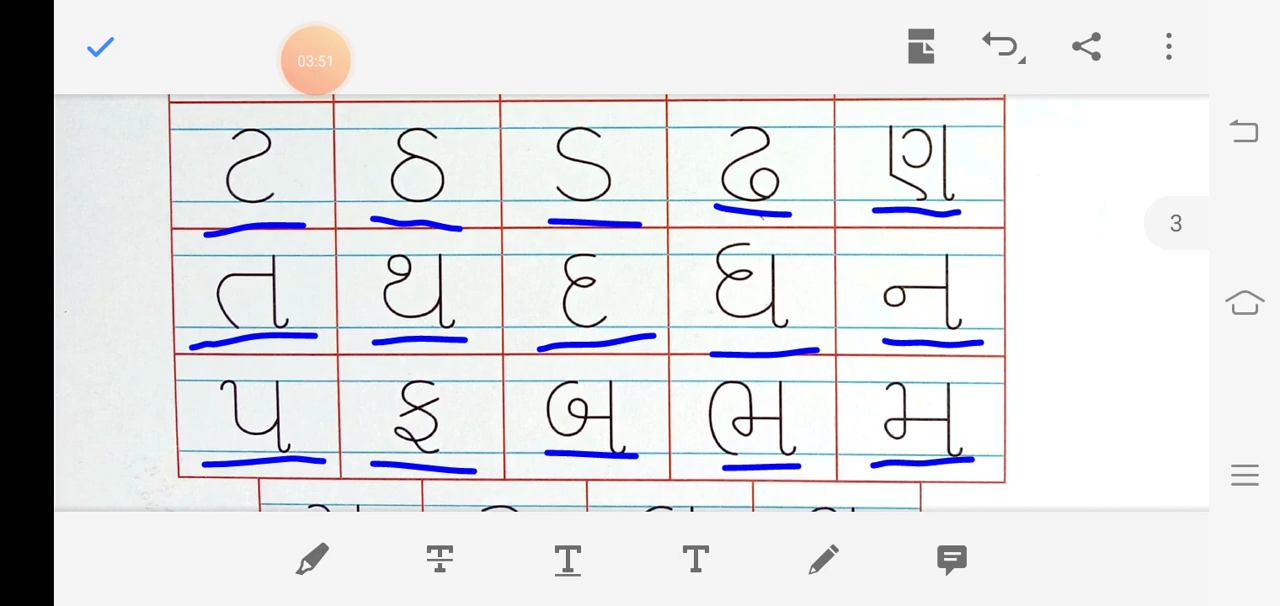 03:51
ટ ઠ ડ ઢ ણ
3
ત થ દ ધ ન
પ ફ બ ભ મ